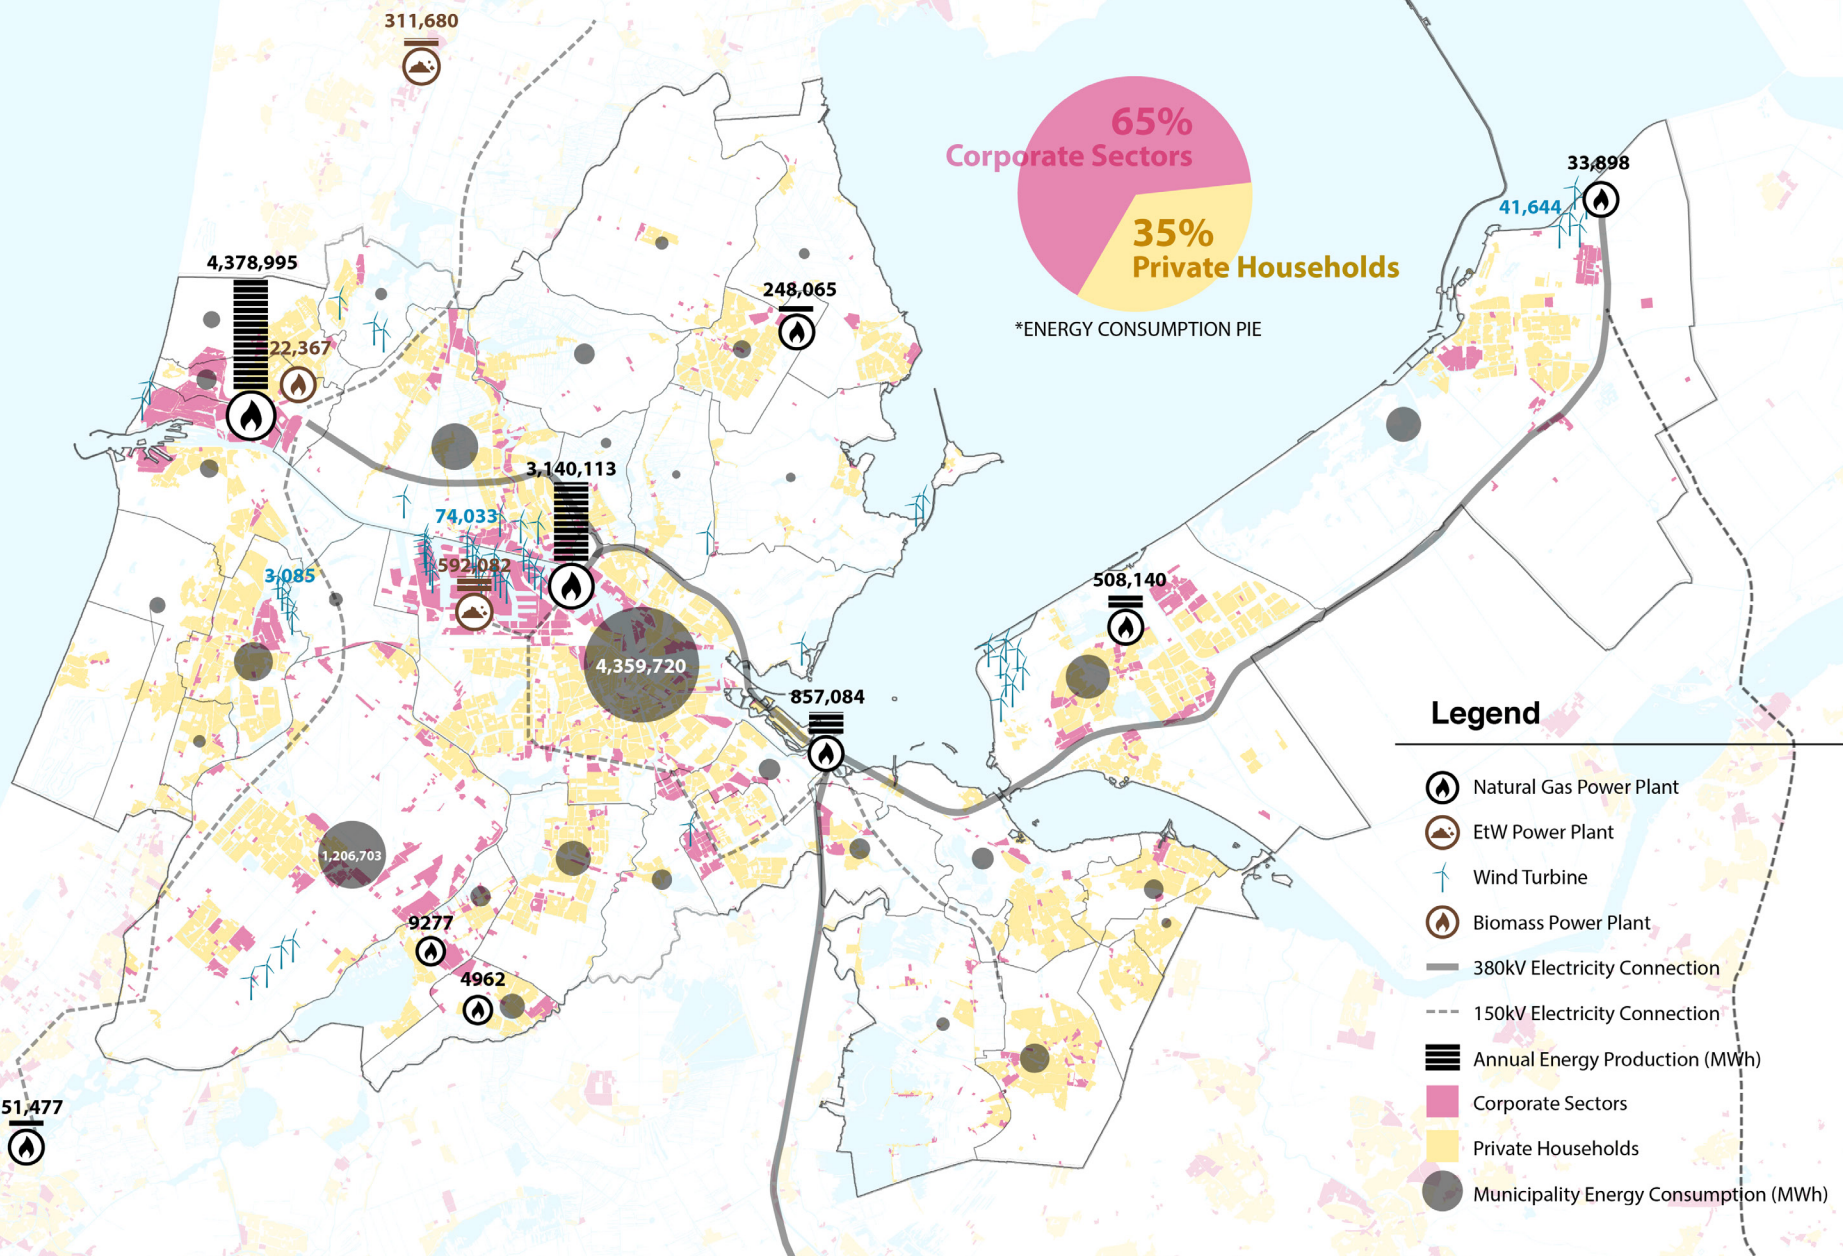 311,680
65%
Corporate Sectors
35%
Private Households
*ENERGY CONSUMPTION PIE
33,898
41,644
4,378,995
248,065
22,367
3,140,113
74,033
592,082
3,085
508,140
4,359,720
857,084
1,206,703
9277
4962
51,477
Legend
Natural Gas Power Plant
EtW Power Plant
Wind Turbine
Biomass Power Plant
380kV Electricity Connection
150kV Electricity Connection
Annual Energy Production (MWh)
Corporate Sectors
Private Households
Municipality Energy Consumption (MWh)